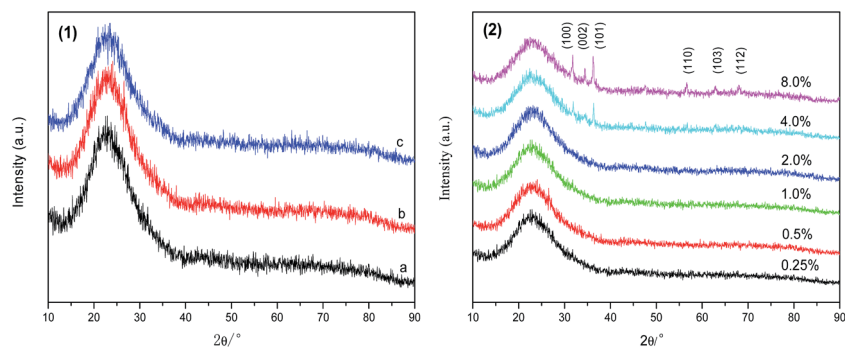 (1)
c
b
a
Intensity (a.u.)
10 20 30 40 50 60 70 80 90
2θ/°
(2)
(100) (002) (101) (110) (103) (112)
8.0%
4.0%
2.0%
1.0%
0.5%
0.25%
Intensity (a.u.)
10 20 30 40 50 60 70 80 90
2θ/°